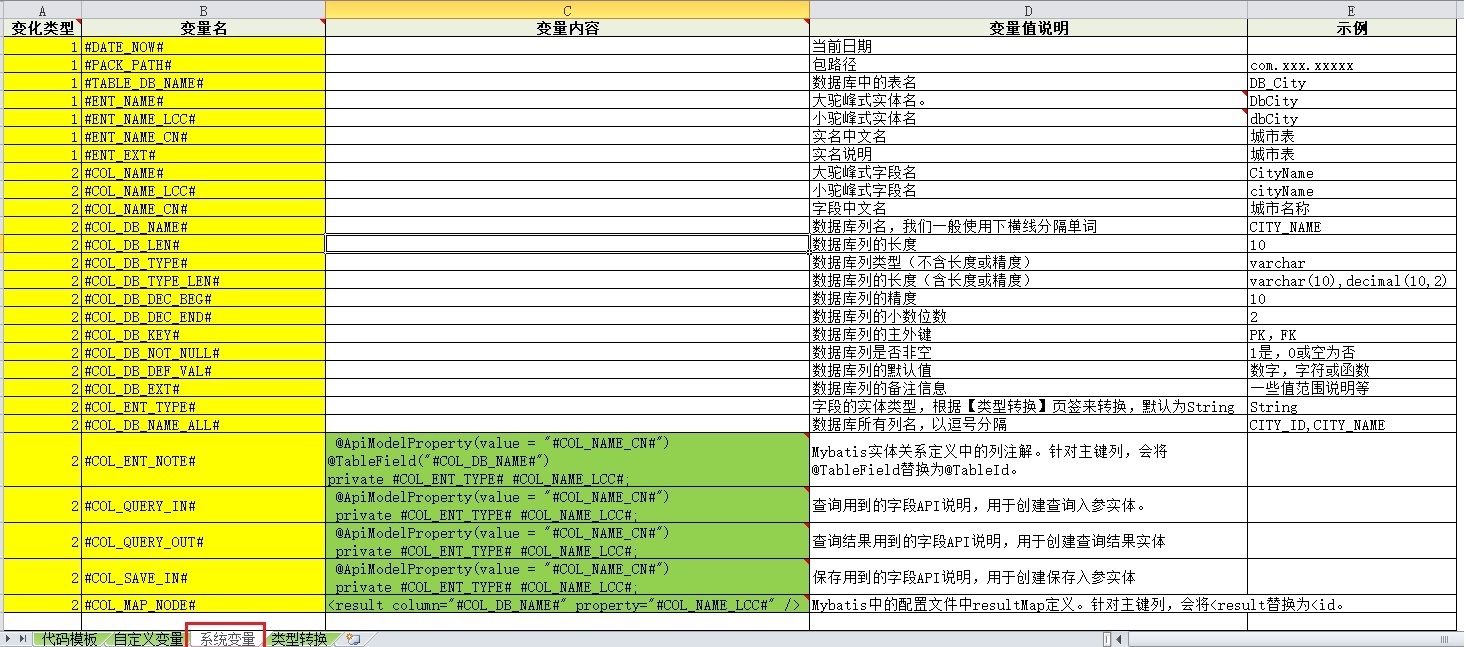 A B C D E
变化类型 变量名 变量内容 变量值说明 示例
1 #DATE_NOW# 当前日期
1 #PACK_PATH# 包路径 com.xxx.xxxxx
1 #TABLE_DB_NAME# 数据库中的表名 DB_City
1 #ENT_NAME# 大驼峰式实体名。 DbCity
1 #ENT_NAME_LCC# 小驼峰式实体名 dbCity
1 #ENT_NAME_CN# 实名中文名 城市表
1 #ENT_EXT# 实名说明 城市表
2 #COL_NAME# 大驼峰式字段名 CityName
2 #COL_NAME_LCC# 小驼峰式字段名 cityName
2 #COL_NAME_CN# 字段中文名 城市名称
2 #COL_DB_NAME# 数据库列名，我们一般使用下横线分隔单词 CITY_NAME
2 #COL_DB_LEN# 数据库列的长度 10
2 #COL_DB_TYPE# 数据库列类型（不含长度或精度） varchar
2 #COL_DB_TYPE_LEN# 数据库列的长度（含长度或精度） varchar(10),decimal(10,2)
2 #COL_DB_DEC_BEG# 数据库列的精度 10
2 #COL_DB_DEC_END# 数据库列的小数位数 2
2 #COL_DB_KEY# 数据库列的主外键 PK，FK
2 #COL_DB_NOT_NULL# 数据库列是否非空 1是，0或空为否
2 #COL_DB_DEF_VAL# 数据库列的默认值 数字，字符或函数
2 #COL_DB_EXT# 数据库列的备注信息 一些值范围说明等
2 #COL_ENT_TYPE# 字段的实体类型，根据【类型转换】页签来转换，默认为String String
2 #COL_DB_NAME_ALL# 数据库所有列名，以逗号分隔 CITY_ID,CITY_NAME
2 #COL_ENT_NOTE#
@ApiModelProperty(value = "#COL_NAME_CN#")
@TableField("#COL_DB_NAME#")
private #COL_ENT_TYPE# #COL_NAME_LCC#;
Mybatis实体关系定义中的列注解。针对主键列，会将
@TableField替换为@TableId。
2 #COL_QUERY_IN#
@ApiModelProperty(value = "#COL_NAME_CN#")
private #COL_ENT_TYPE# #COL_NAME_LCC#;
查询用到的字段API说明，用于创建查询入参实体。
2 #COL_QUERY_OUT#
@ApiModelProperty(value = "#COL_NAME_CN#")
private #COL_ENT_TYPE# #COL_NAME_LCC#;
查询结果用到的字段API说明，用于创建查询结果实体
2 #COL_SAVE_IN#
@ApiModelProperty(value = "#COL_NAME_CN#")
private #COL_ENT_TYPE# #COL_NAME_LCC#;
保存用到的字段API说明，用于创建保存入参实体
2 #COL_MAP_NODE# <result column="#COL_DB_NAME#" property="#COL_NAME_LCC#" /> Mybatis中的配置文件中resultMap定义。针对主键列，会将<result替换为<id。
代码模板 自定义变量 系统变量 类型转换